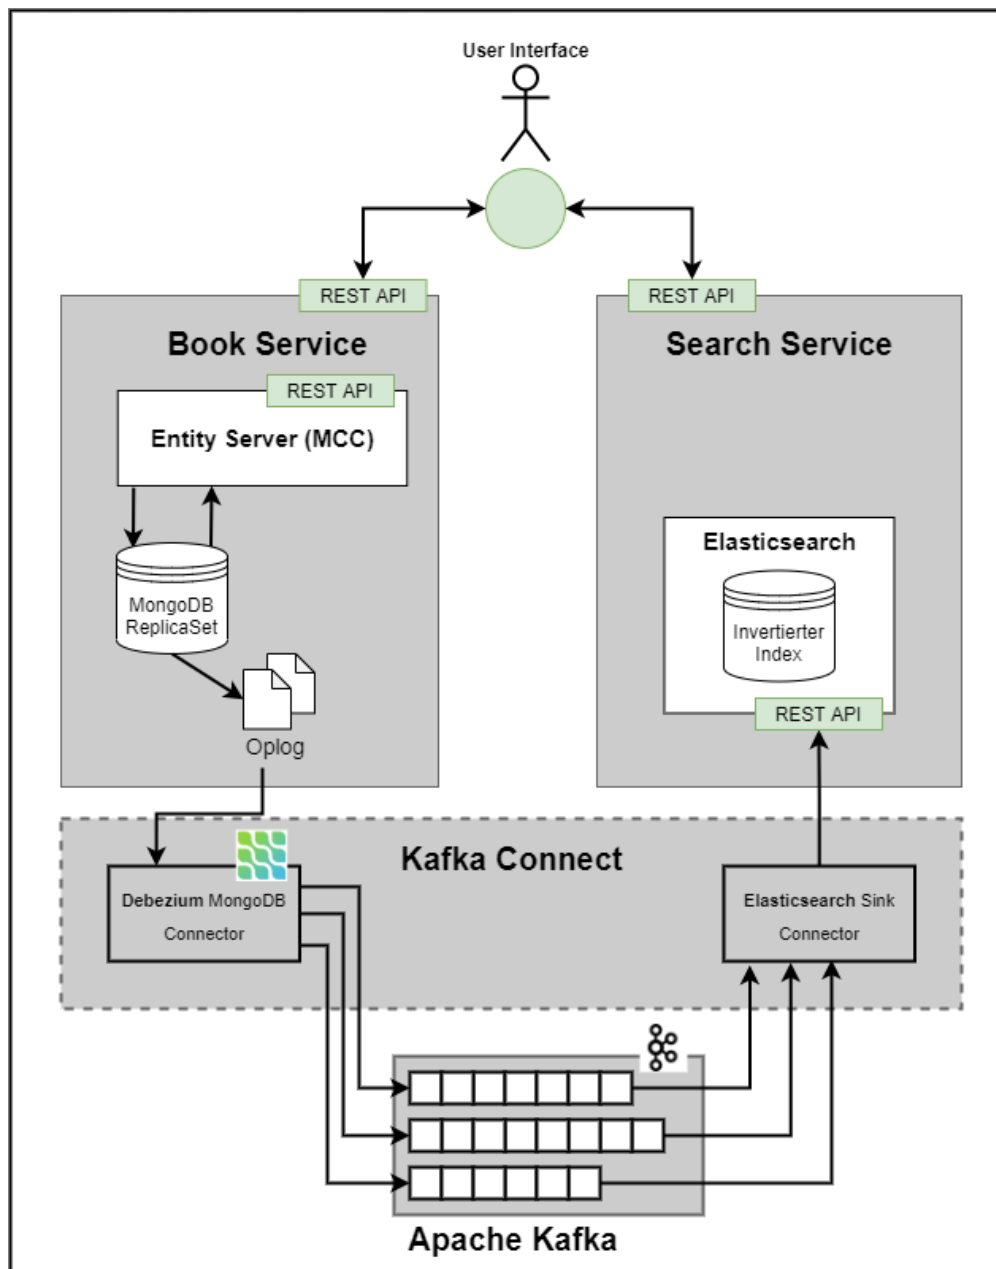 User Interface
REST API
REST API
Book Service
Search Service
REST API
Entity Server (MCC)
Elasticsearch
MongoDB
ReplicaSet
Invertierter
Index
REST API
Oplog
Kafka Connect
Debezium MongoDB
Connector
Elasticsearch Sink
Connector
Apache Kafka